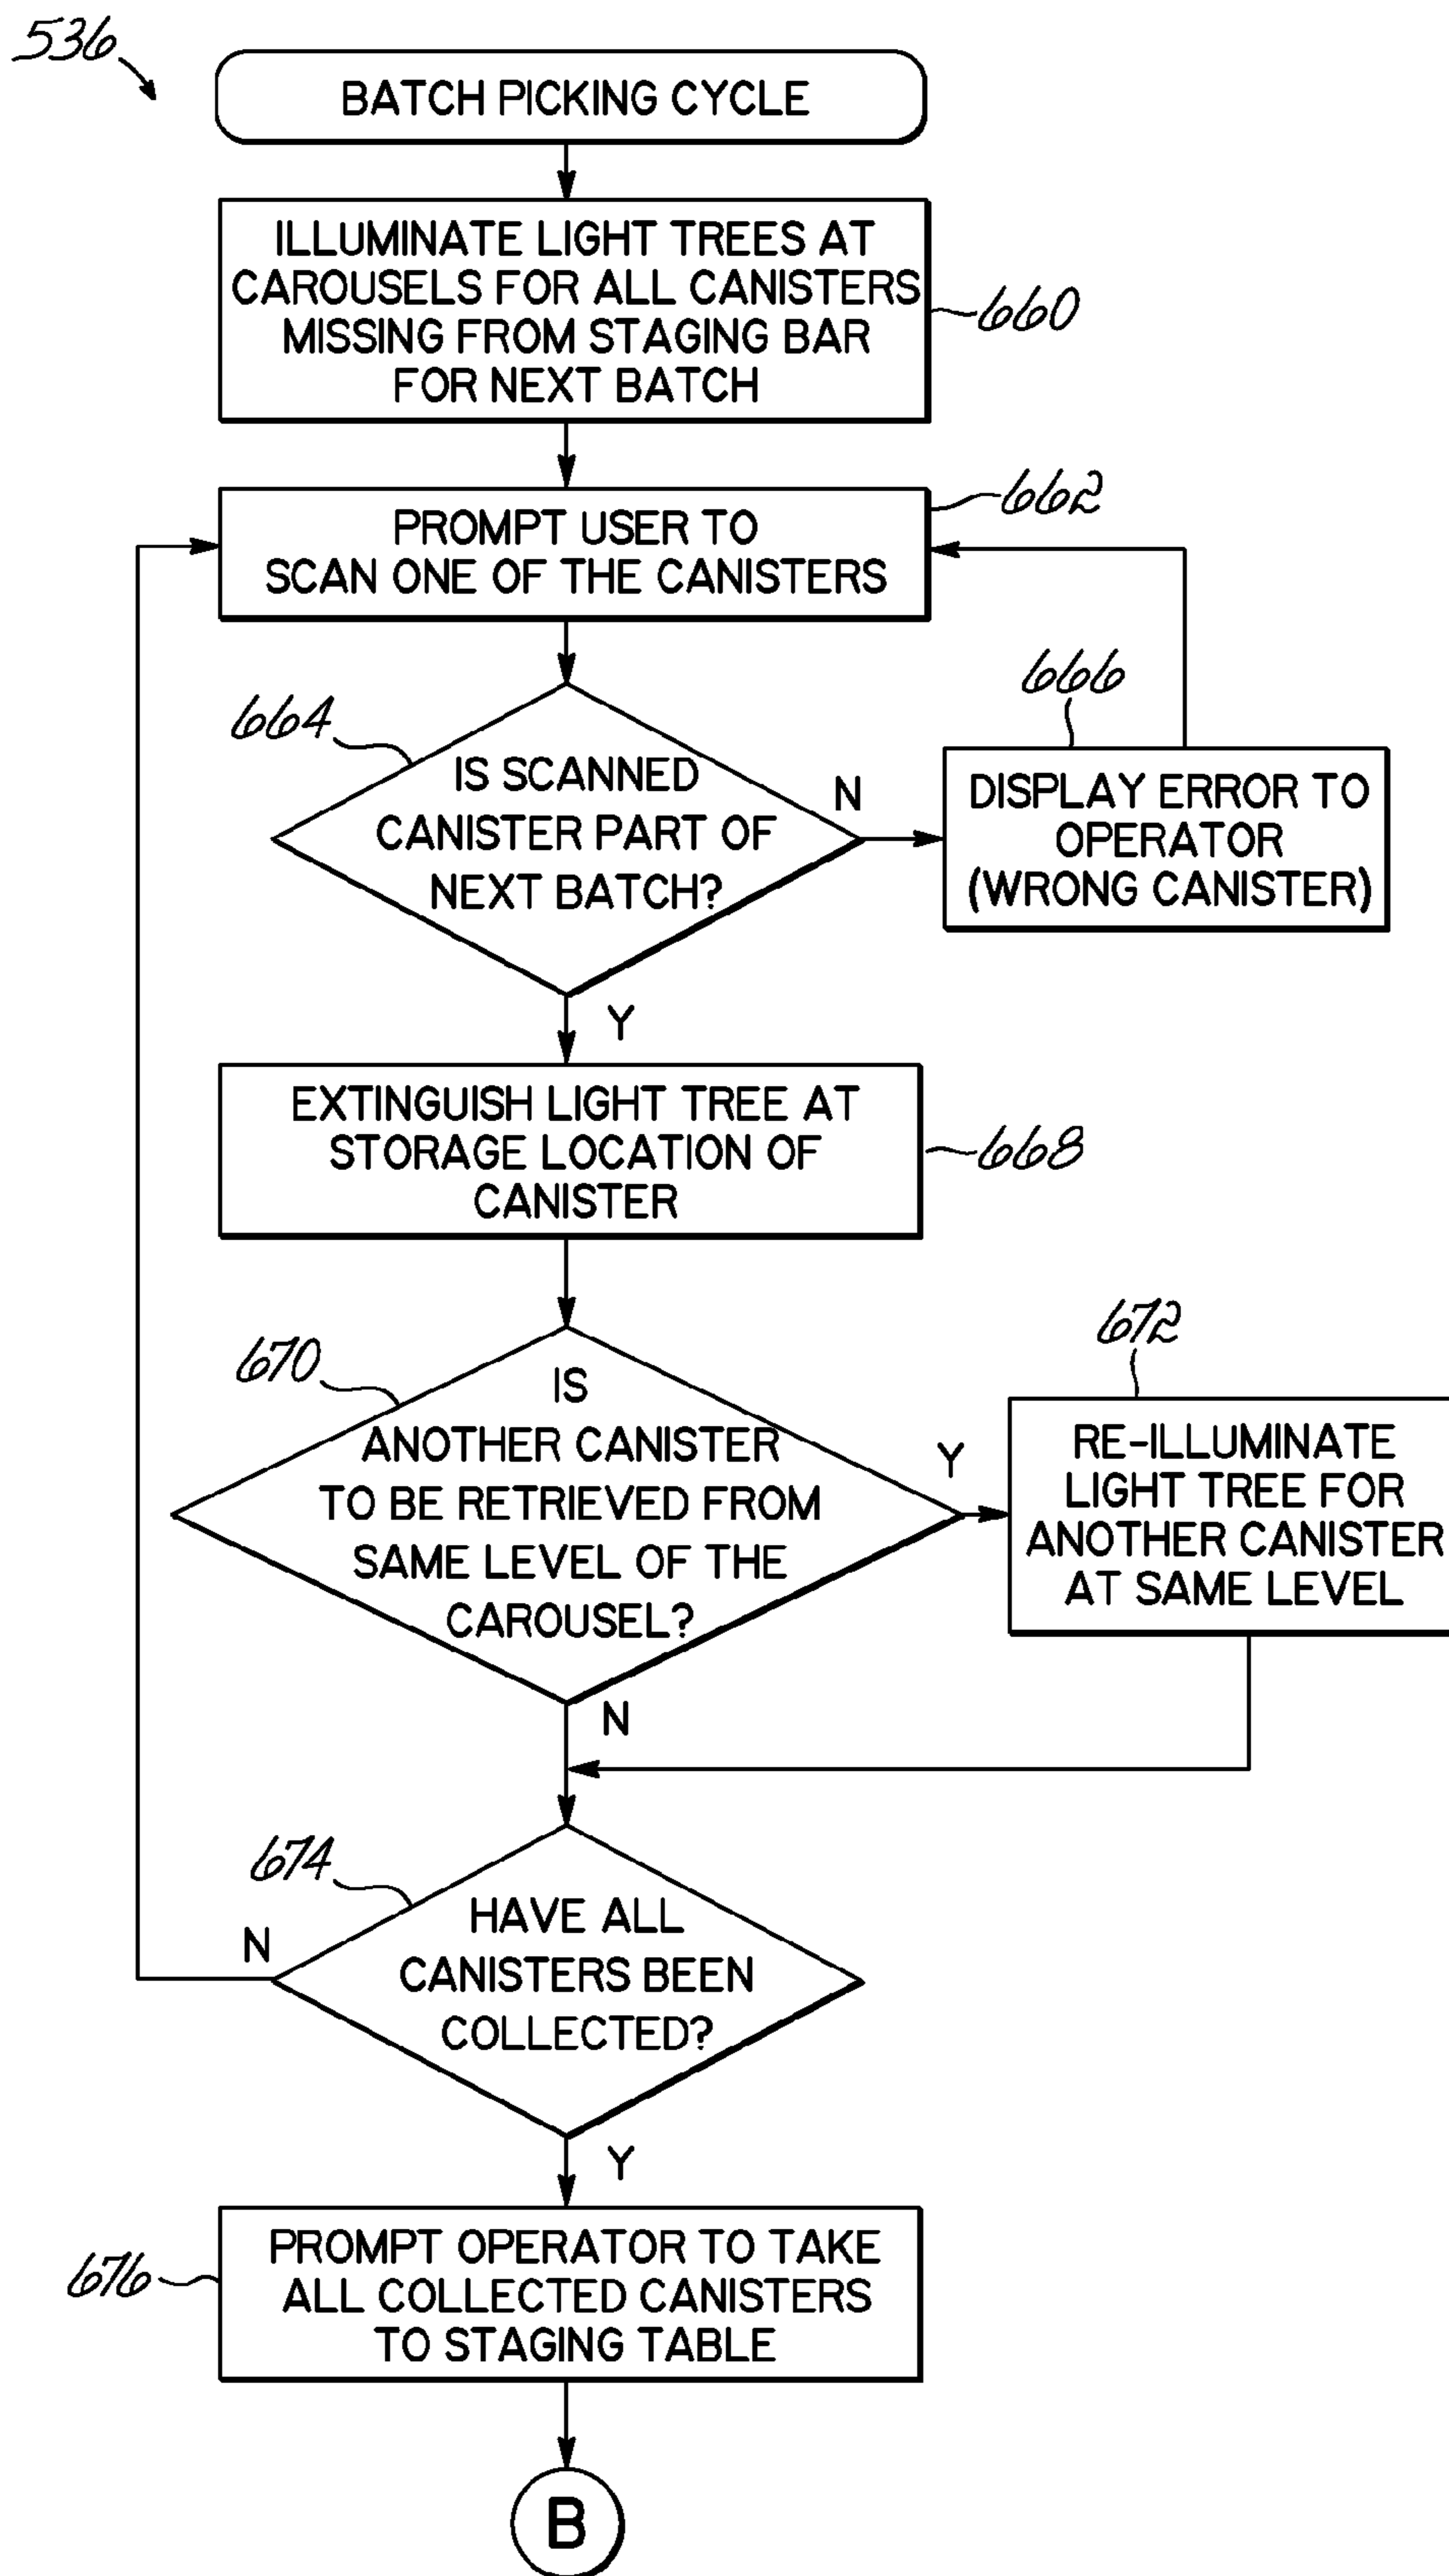 536
BATCH PICKING CYCLE
ILLUMINATE LIGHT TREES AT
CAROUSELS FOR ALL CANISTERS
MISSING FROM STAGING BAR
FOR NEXT BATCH
660
662
PROMPT USER TO
SCAN ONE OF THE CANISTERS
664
IS SCANNED
CANISTER PART OF
NEXT BATCH?
N
666
DISPLAY ERROR TO
OPERATOR
(WRONG CANISTER)
Y
EXTINGUISH LIGHT TREE AT
STORAGE LOCATION OF
CANISTER
668
670
IS
ANOTHER CANISTER
TO BE RETRIEVED FROM
SAME LEVEL OF THE
CAROUSEL?
Y
672
RE-ILLUMINATE
LIGHT TREE FOR
ANOTHER CANISTER
AT SAME LEVEL
N
674
HAVE ALL
CANISTERS BEEN
COLLECTED?
N
Y
676
PROMPT OPERATOR TO TAKE
ALL COLLECTED CANISTERS
TO STAGING TABLE
B